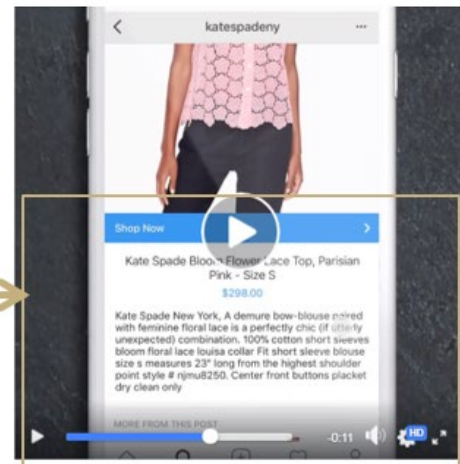 katespadeny
Shop Now
Kate Spade Bloom Flower Lace Top, Parisian
Pink - Size S
$298.00
Kate Spade New York, A demure bow-blouse paired
with feminine floral lace is a perfectly chic (if utterly
unexpected) combination. 100% cotton short sleeves
bloom floral lace louisa collar Fit short sleeve blouse
size s measures 23" long from the highest shoulder
point style # njmu8250. Center front buttons placket
dry clean only
MORE FROM THIS POST
-0:11 HD